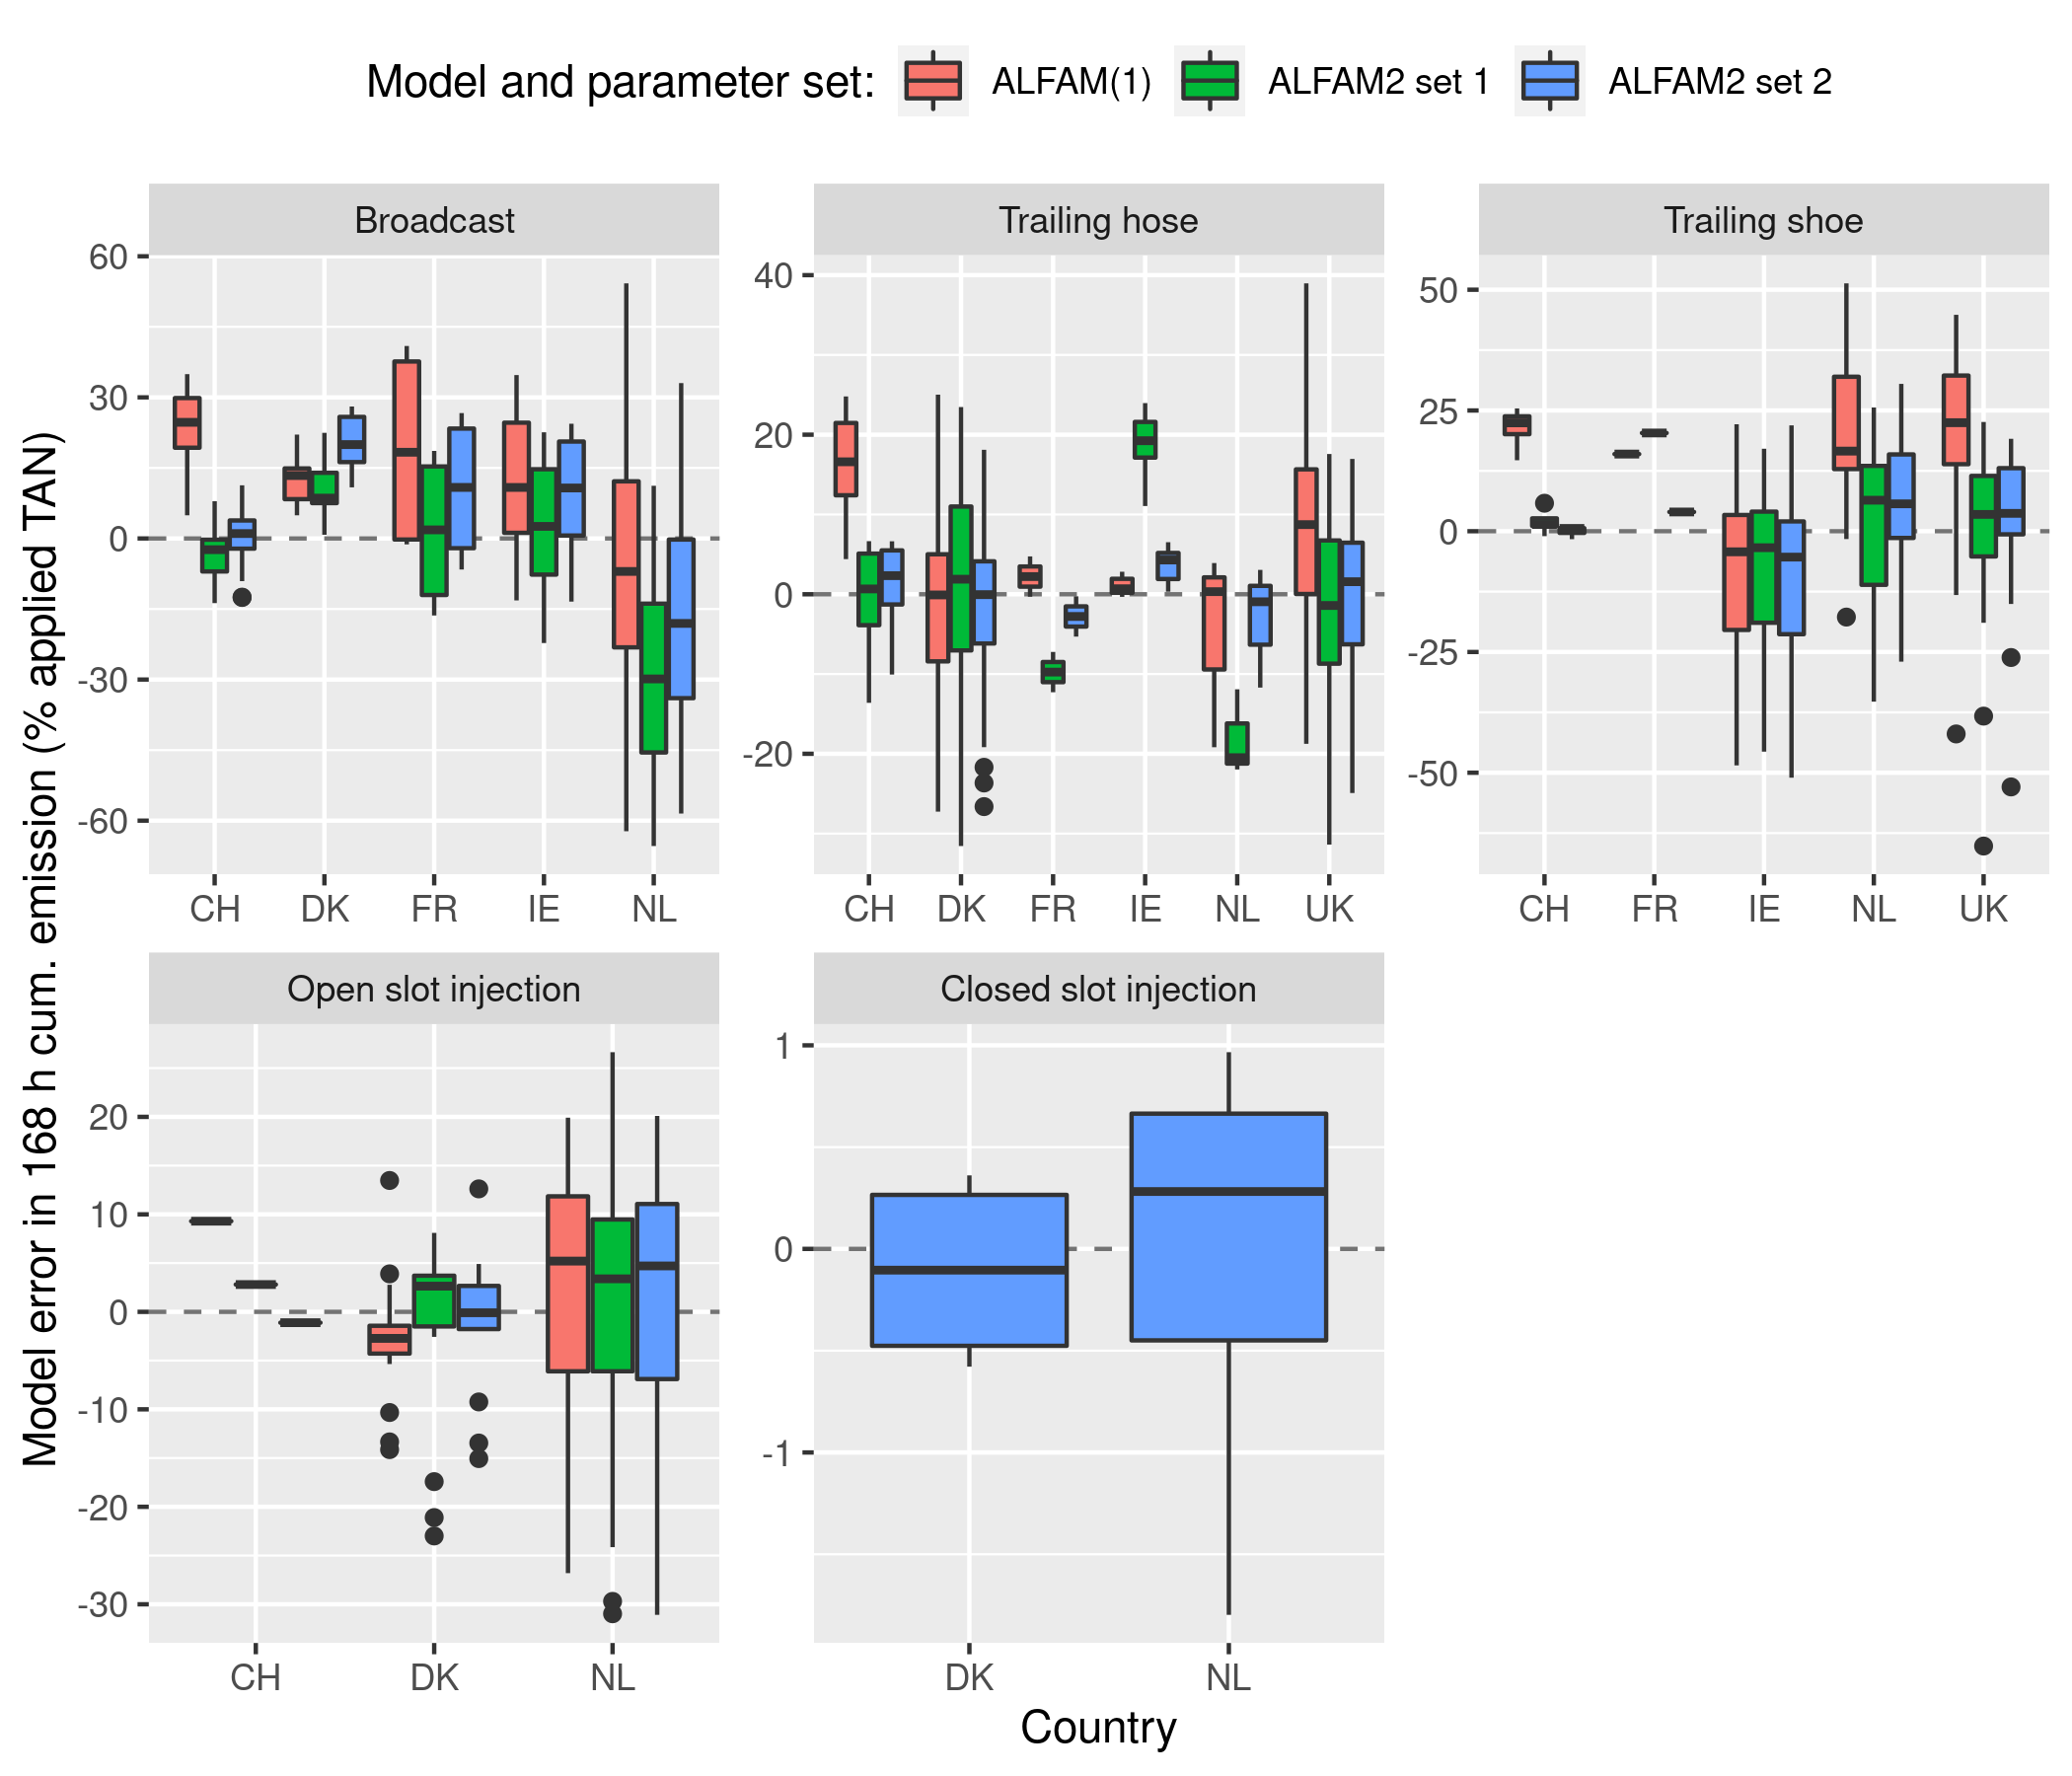 Model and parameter set: ALFAM(1) ALFAM2 set 1 ALFAM2 set 2
Model error in 168 h cum. emission (% applied TAN)
Broadcast
60
30
0
-30
-60
CH DK FR IE NL
Trailing hose
40
20
0
-20
CH DK FR IE NL UK
Trailing shoe
50
25
0
-25
-50
CH FR IE NL UK
Open slot injection
20
10
0
-10
-20
-30
CH DK NL
Closed slot injection
1
0
-1
DK NL
Country